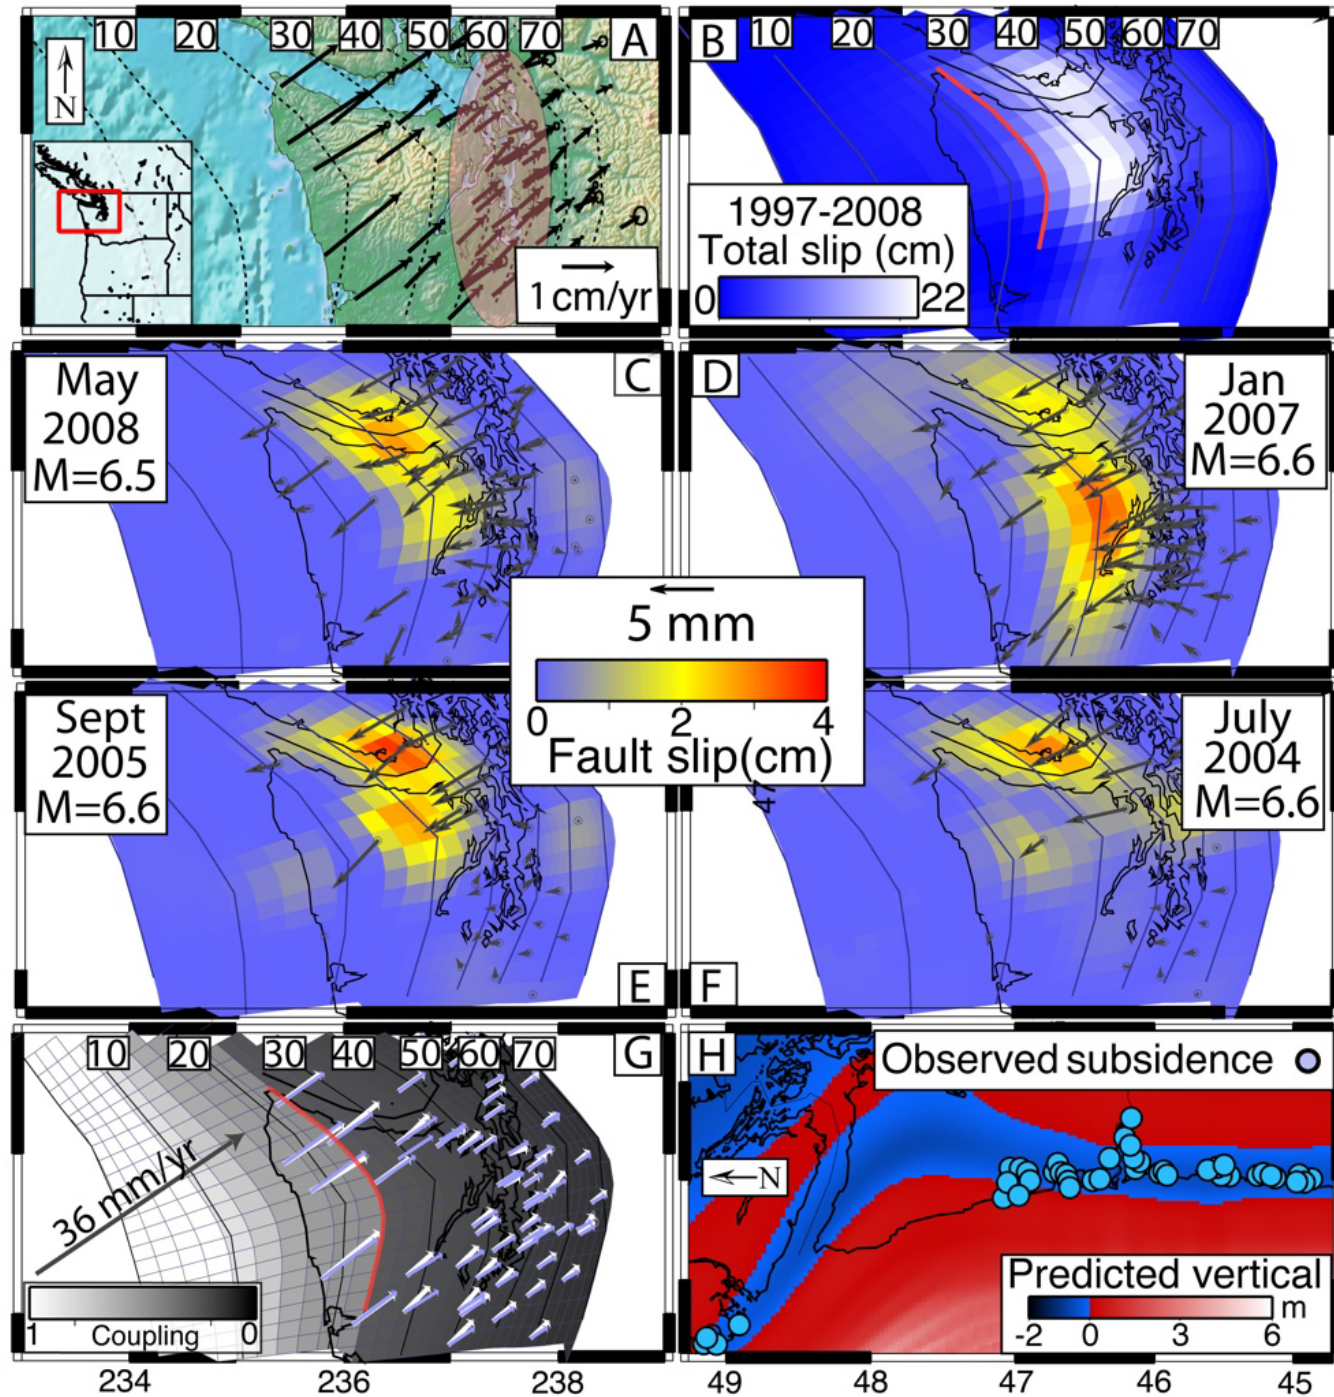 10 20 30 40 50 60 70 A
N
1 cm/yr
B 10 20 30 40 50 60 70
1997-2008
Total slip (cm)
0 22
May
2008
M=6.5
C
D
Jan
2007
M=6.6
5 mm
0 2 4
Fault slip(cm)
Sept
2005
M=6.6
E
July
2004
M=6.6
F
47
10 20 30 40 50 60 70 G
36 mm/yr
1 Coupling 0
234 236 238
H Observed subsidence
N
Predicted vertical
-2 0 3 6 m
49 48 47 46 45